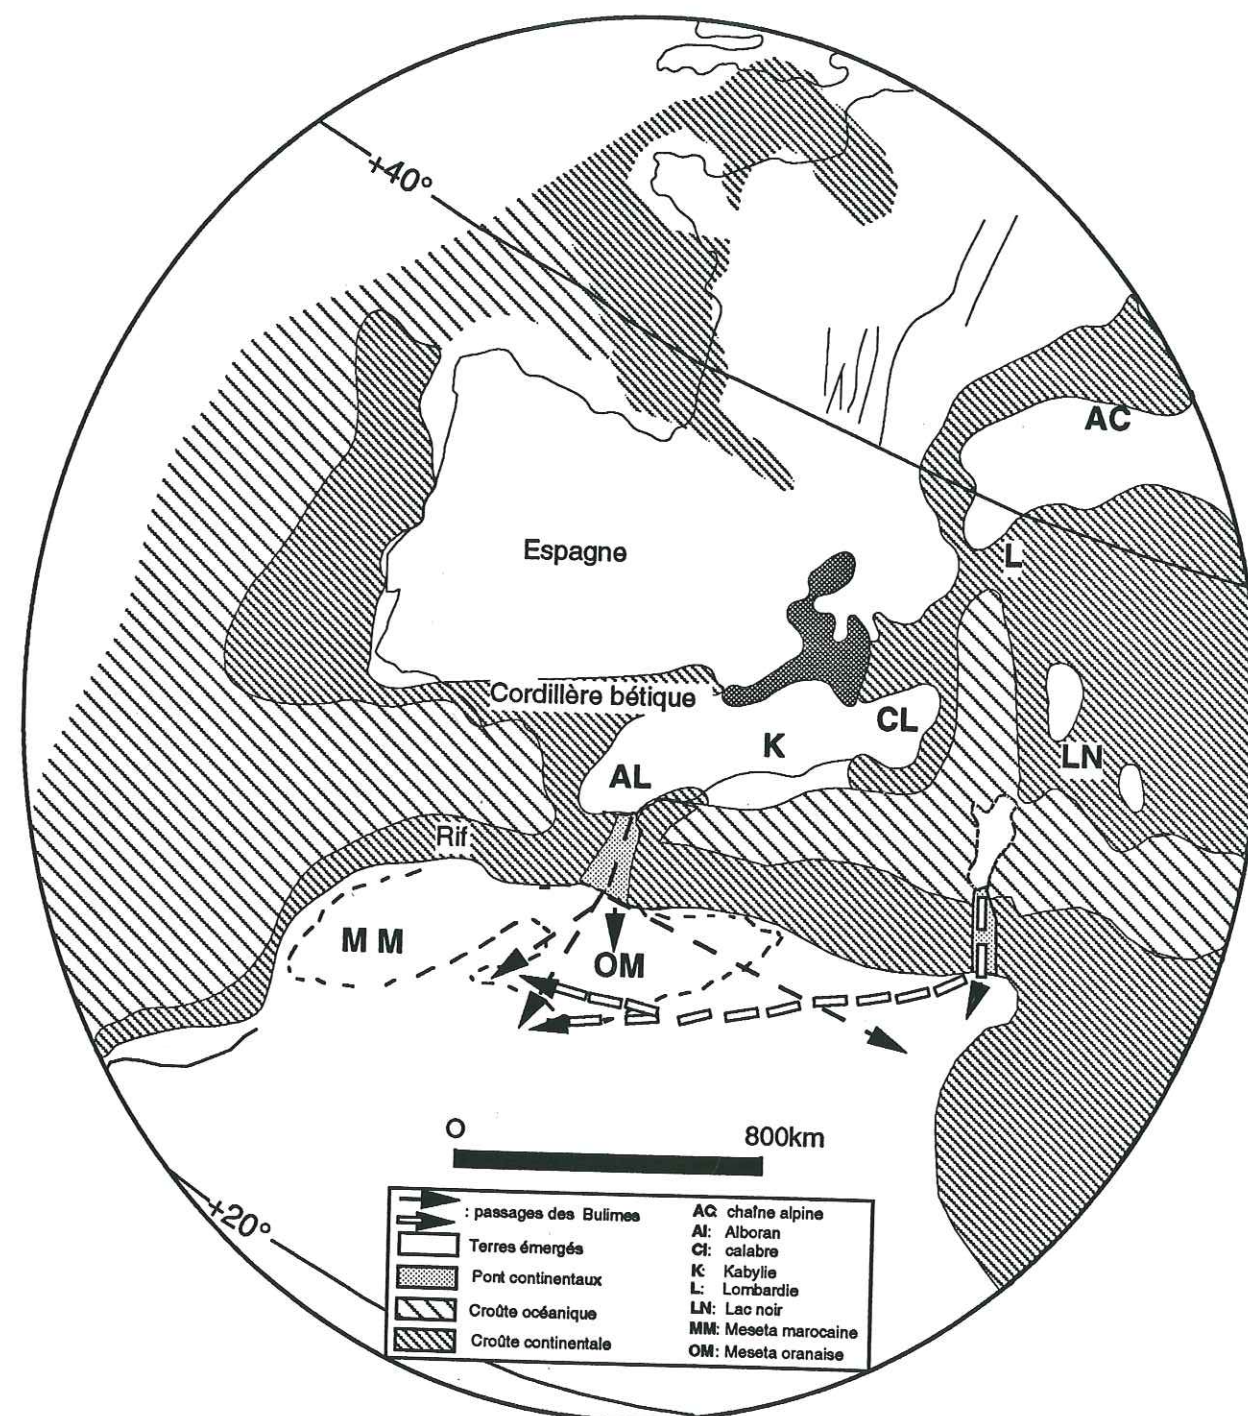 +40°
AC
L
Espagne
Cordillère bétique
CL
K
LN
AL
Rif
M M
OM
O 800km
+20°
: passages des Bulimes
Terres émergés
Pont continentaux
Croûte océanique
Croûte continentale
AC: chaîne alpine
Al: Alboran
Cl: calabre
K: Kabylie
L: Lombardie
LN: Lac noir
MM: Meseta marocaine
OM: Meseta oranaise